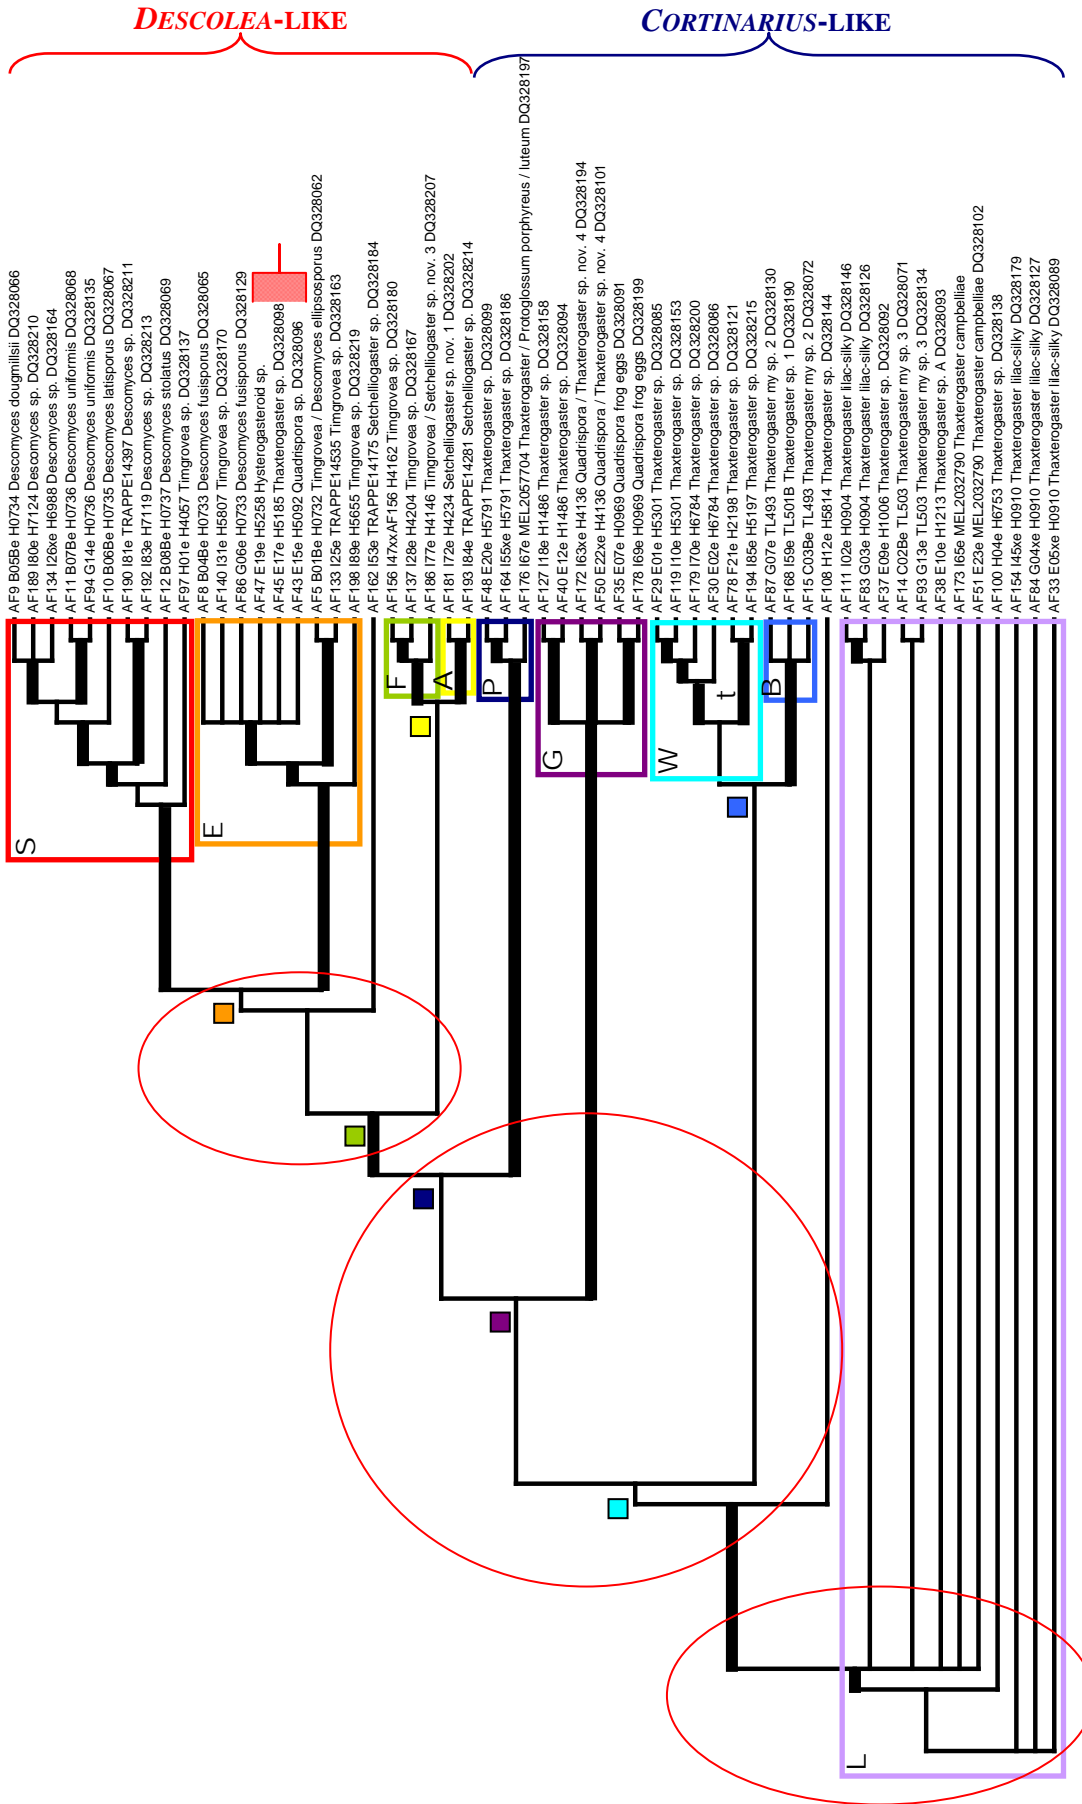 DESCOLEA-LIKE
CORTINARIUS-LIKE
AF9 B05Be H0734 Descomyces dougmillsii DQ328066
AF189 I80e H7124 Descomyces sp. DQ328210
AF134 I26xe H6988 Descomyces sp. DQ328164
AF11 B07Be H0736 Descomyces uniformis DQ328068
AF94 G14e H0736 Descomyces uniformis DQ328135
AF10 B06Be H0735 Descomyces latisporus DQ328067
AF190 I81e TRAPPE14397 Descomyces sp. DQ328211
AF192 I83e H7119 Descomyces sp. DQ328213
AF12 B08Be H0737 Descomyces stolatus DQ328069
AF97 H01e H4057 Timgrovea sp. DQ328137
AF8 B04Be H0733 Descomyces fusisporus DQ328065
AF140 I31e H5807 Timgrovea sp. DQ328170
AF86 G06e H0733 Descomyces fusisporus DQ328129
AF47 E19e H5258 Hysterogasteroid sp.
AF45 E17e H5185 Thaxterogaster sp. DQ328098
AF43 E15e H5092 Quadrispora sp. DQ328096
AF5 B01Be H0732 Timgrovea / Descomyces ellipsosporus DQ328062
AF133 I25e TRAPPE14535 Timgrovea sp. DQ328163
AF198 I89e H5655 Timgrovea sp. DQ328219
AF162 I53e TRAPPE14175 Setchelliogaster sp. DQ328184
AF156 I47xxAF156 H4162 Timgrovea sp. DQ328180
AF137 I28e H4204 Timgrovea sp. DQ328167
AF186 I77e H4146 Timgrovea / Setchelliogaster sp. nov. 3 DQ328207
AF181 I72e H4234 Setchelliogaster sp. nov. 1 DQ328202
AF193 I84e TRAPPE14281 Setchelliogaster sp. DQ328214
AF48 E20e H5791 Thaxterogaster sp. DQ328099
AF164 I55xe H5791 Thaxterogaster sp. DQ328186
AF176 I67e MEL2057704 Thaxterogaster / Protoglossum porphyreus / luteum DQ328197
AF127 I18e H1486 Thaxterogaster sp. DQ328158
AF40 E12e H1486 Thaxterogaster sp. DQ328094
AF172 I63xe H4136 Quadrispora / Thaxterogaster sp. nov. 4 DQ328194
AF50 E22xe H4136 Quadrispora / Thaxterogaster sp. nov. 4 DQ328101
AF35 E07e H0969 Quadrispora frog eggs DQ328091
AF178 I69e H0969 Quadrispora frog eggs DQ328199
AF29 E01e H5301 Thaxterogaster sp. DQ328085
AF119 I10e H5301 Thaxterogaster sp. DQ328153
AF179 I70e H6784 Thaxterogaster sp. DQ328200
AF30 E02e H6784 Thaxterogaster sp. DQ328086
AF78 F21e H2198 Thaxterogaster sp. DQ328121
AF194 I85e H5197 Thaxterogaster sp. DQ328215
AF87 G07e TL493 Thaxterogaster my sp. 2 DQ328130
AF168 I59e TL501B Thaxterogaster sp. 1 DQ328190
AF15 C03Be TL493 Thaxterogaster my sp. 2 DQ328072
AF108 H12e H5814 Thaxterogaster sp. DQ328144
AF111 I02e H0904 Thaxterogaster lilac-silky DQ328146
AF83 G03e H0904 Thaxterogaster lilac-silky DQ328126
AF37 E09e H1006 Thaxterogaster sp. DQ328092
AF14 C02Be TL503 Thaxterogaster my sp. 3 DQ328071
AF93 G13e TL503 Thaxterogaster my sp. 3 DQ328134
AF38 E10e H1213 Thaxterogaster sp. A DQ328093
AF173 I65e MEL2032790 Thaxterogaster campbelliae
AF51 E23e MEL2032790 Thaxterogaster campbelliae DQ328102
AF100 H04e H6753 Thaxterogaster sp. DQ328138
AF154 I45xe H0910 Thaxterogaster lilac-silky DQ328179
AF84 G04xe H0910 Thaxterogaster lilac-silky DQ328127
AF33 E05xe H0910 Thaxterogaster lilac-silky DQ328089
S
E
F
A
P
G
W
t
B
L